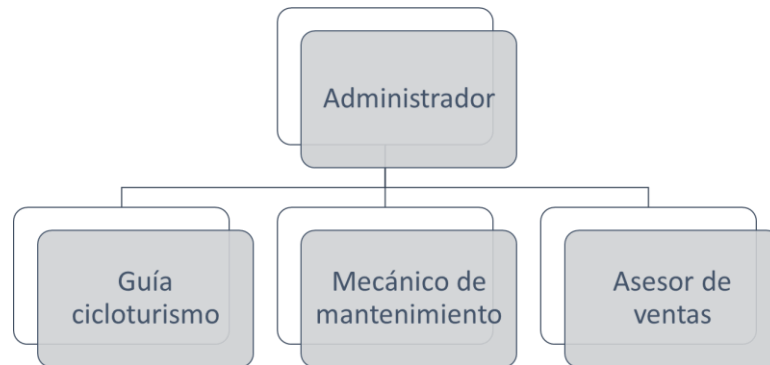 Administrador
Guía
cicloturismo
Mecánico de
mantenimiento
Asesor de
ventas